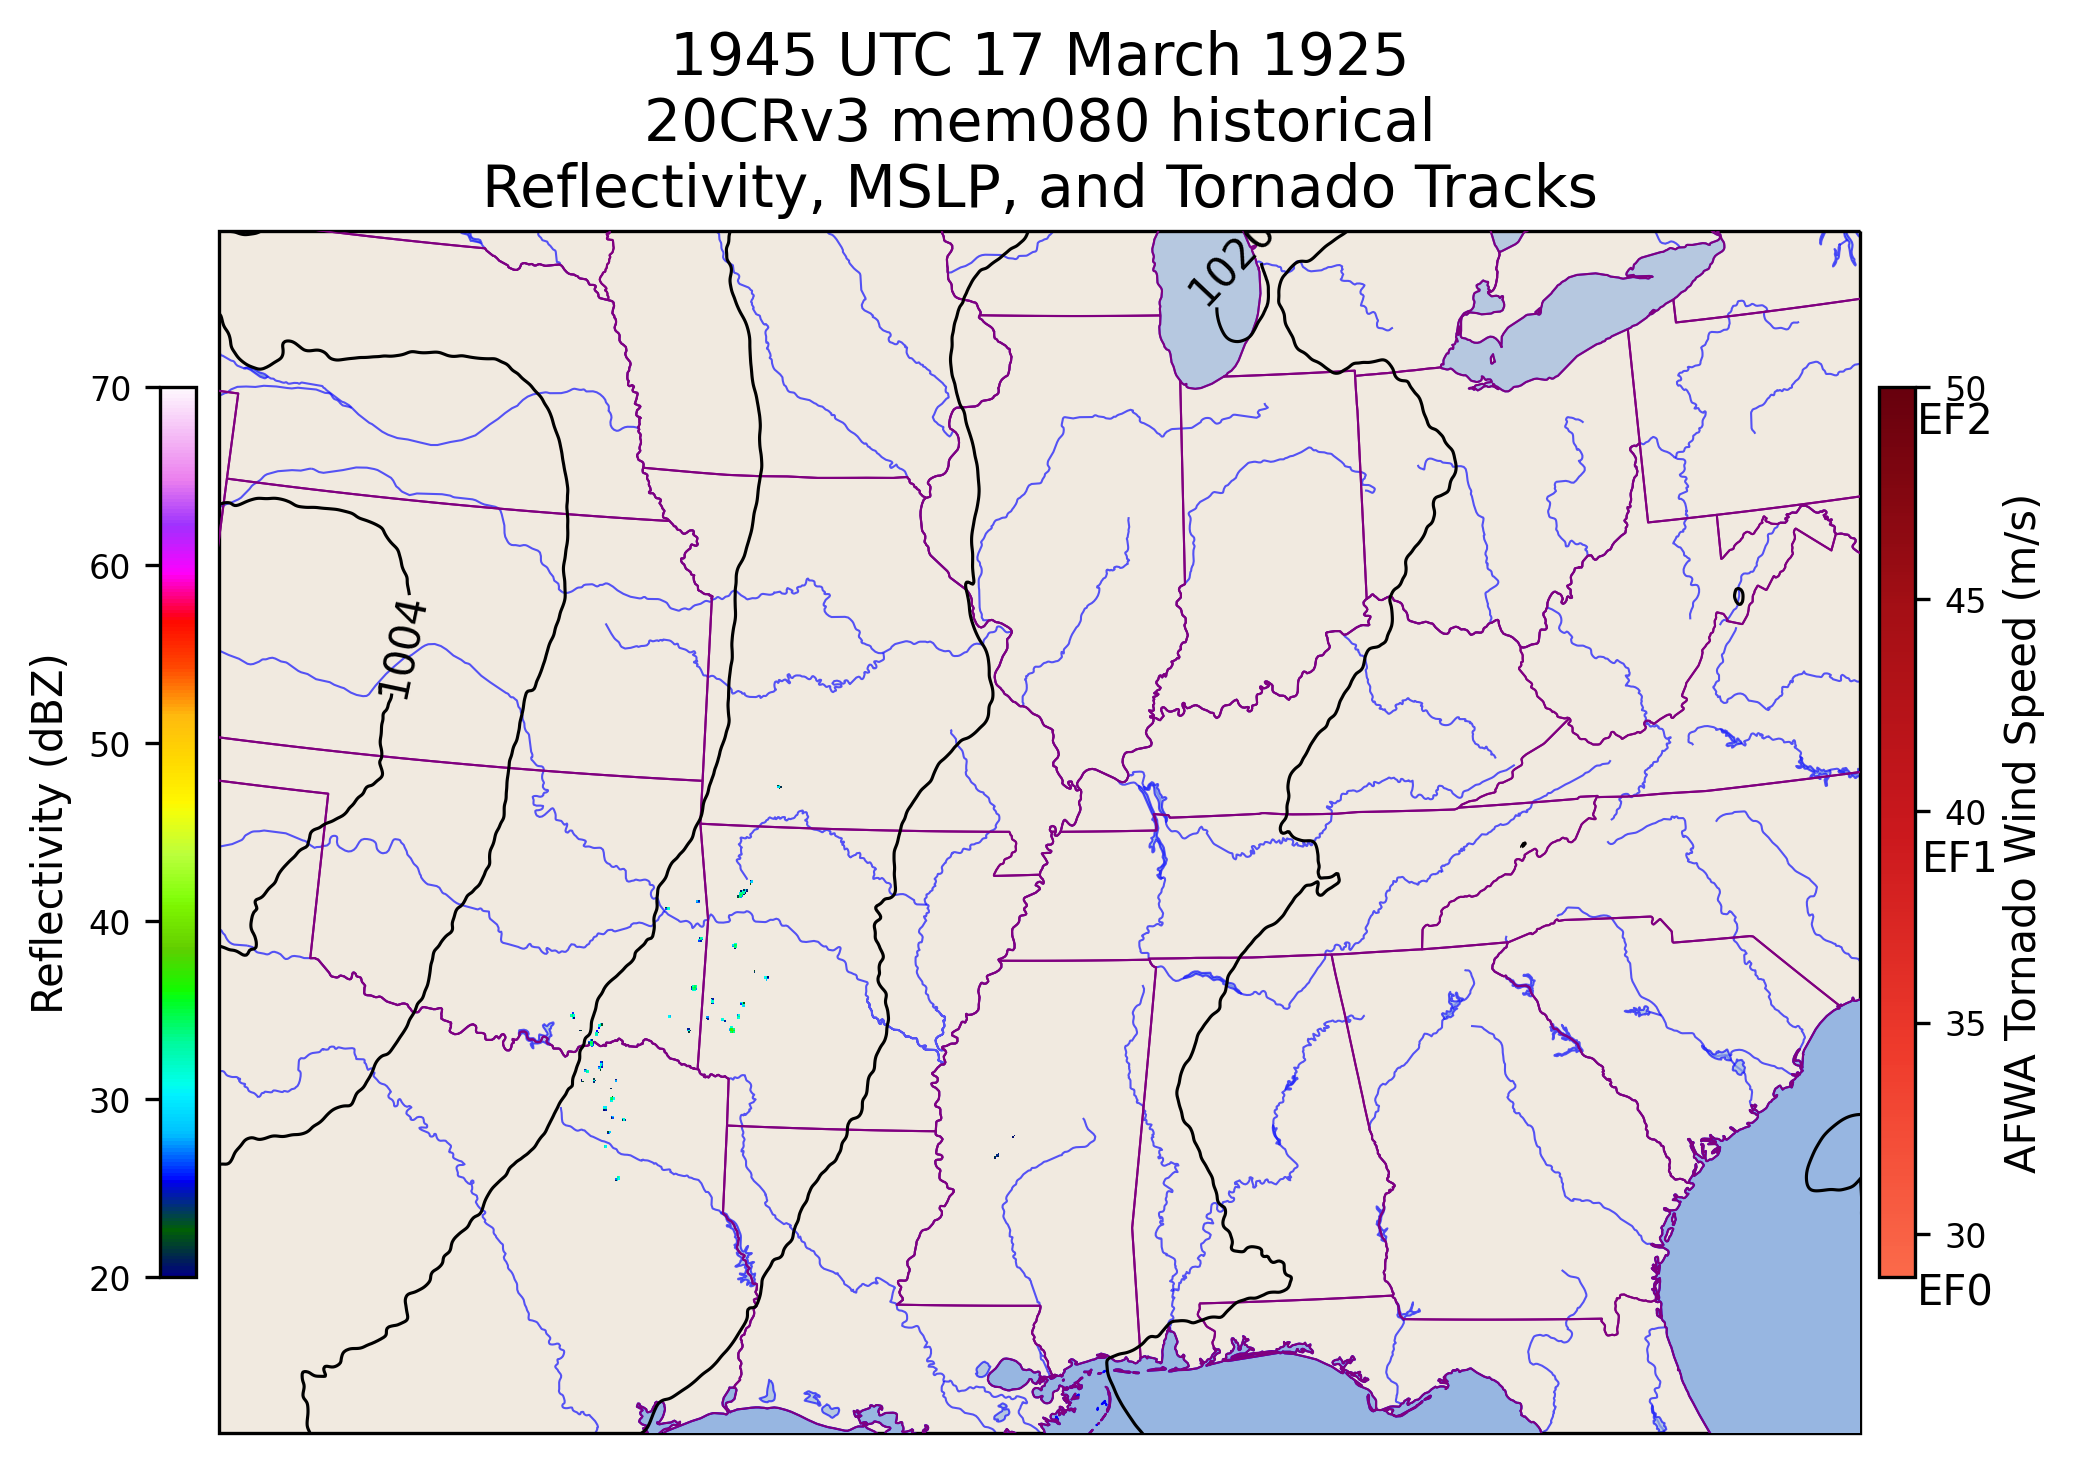 1945 UTC 17 March 1925
20CRv3 mem080 historical
Reflectivity, MSLP, and Tornado Tracks
70
60
50
40
30
20
Reflectivity (dBZ)
1004
50
EF2
45
40
EF1
35
30
EF0
AFWA Tornado Wind Speed (m/s)